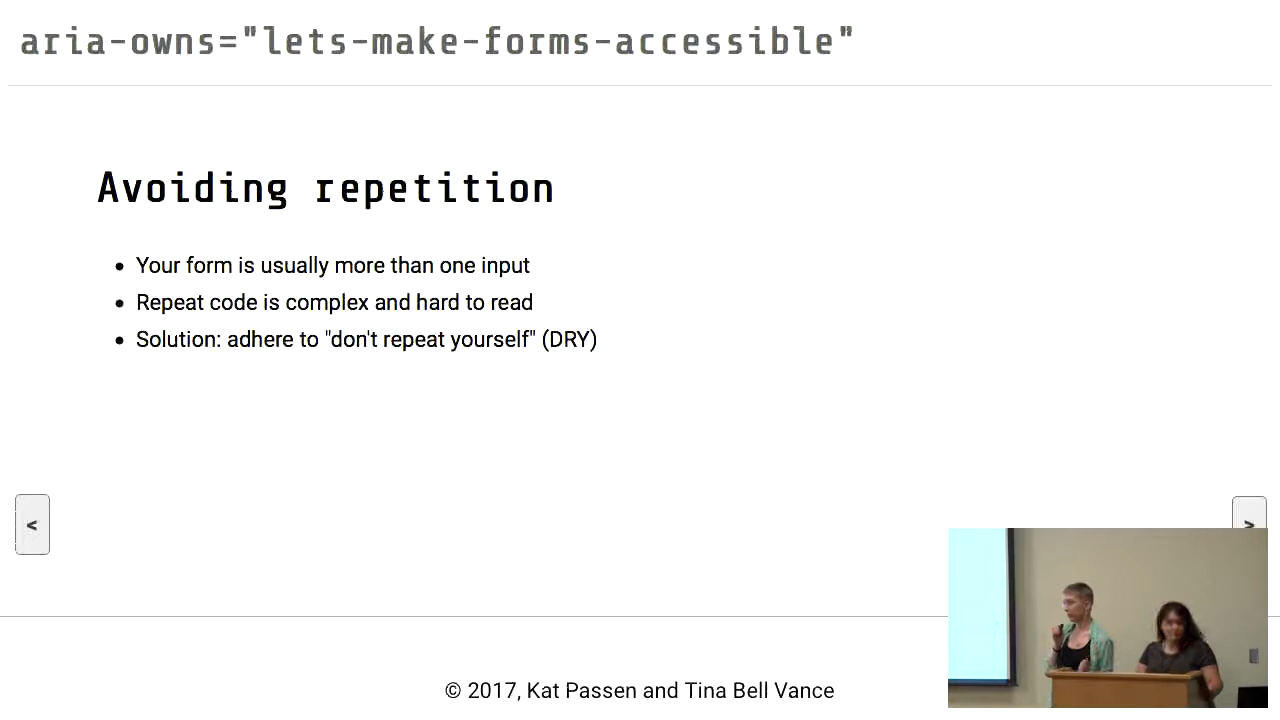 aria-owns="lets-make-forms-accessible"
Avoiding repetition
• Your form is usually more than one input
• Repeat code is complex and hard to read
• Solution: adhere to "don't repeat yourself" (DRY)
<
>
© 2017, Kat Passen and Tina Bell Vance